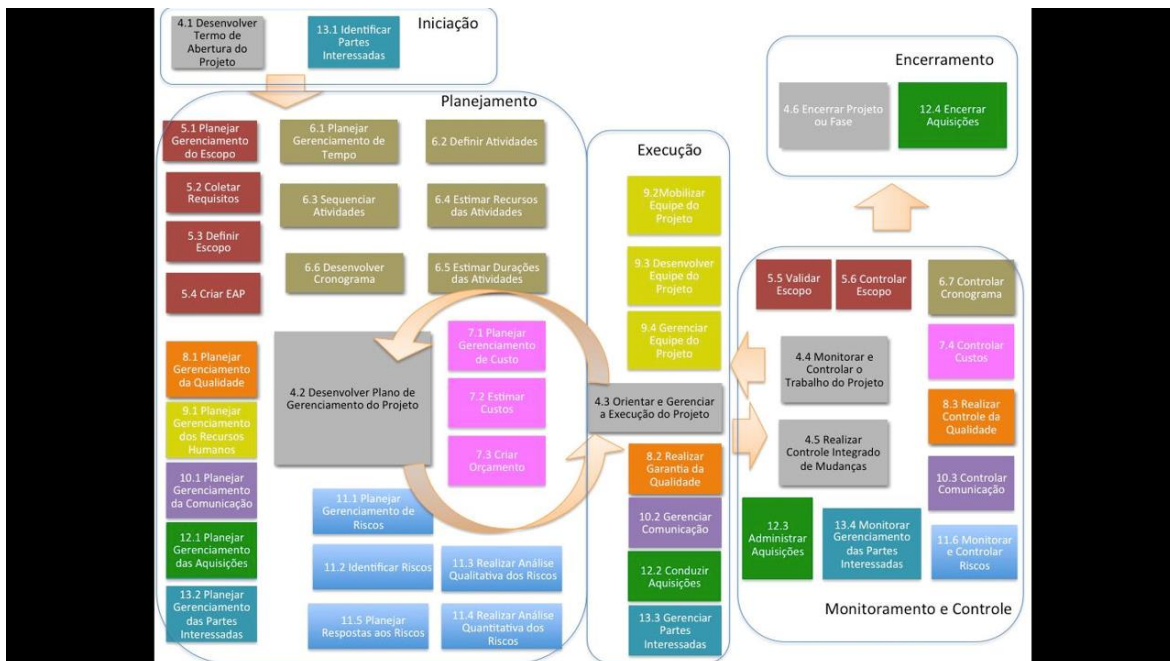 Iniciação
4.1 Desenvolver
Termo de
Abertura do
Projeto
13.1 Identificar
Partes
Interessadas
Planejamento
5.1 Planejar
Gerenciamento
do Escopo
6.1 Planejar
Gerenciamento de
Tempo
6.2 Definir Atividades
5.2 Coletar
Requisitos
6.3 Sequenciar
Atividades
6.4 Estimar Recursos
das Atividades
5.3 Definir
Escopo
6.6 Desenvolver
Cronograma
6.5 Estimar Durações
das Atividades
5.4 Criar EAP
7.1 Planejar
Gerenciamento
de Custo
8.1 Planejar
Gerenciamento
da Qualidade
4.2 Desenvolver Plano de
Gerenciamento do Projeto
7.2 Estimar
Custos
9.1 Planejar
Gerenciamento
dos Recursos
Humanos
7.3 Criar
Orçamento
10.1 Planejar
Gerenciamento
da Comunicação
11.1 Planejar
Gerenciamento de
Riscos
12.1 Planejar
Gerenciamento
das Aquisições
11.2 Identificar Riscos
11.3 Realizar Análise
Qualitativa dos Riscos
13.2 Planejar
Gerenciamento
das Partes
Interessadas
11.5 Planejar
Respostas aos Riscos
11.4 Realizar Análise
Quantitativa dos
Riscos
Execução
9.2Mobilizar
Equipe do
Projeto
9.3 Desenvolver
Equipe do
Projeto
9.4 Gerenciar
Equipe do
Projeto
4.3 Orientar e Gerenciar
a Execução do Projeto
8.2 Realizar
Garantia da
Qualidade
10.2 Gerenciar
Comunicação
12.2 Conduzir
Aquisições
13.3 Gerenciar
Partes
Interessadas
Encerramento
4.6 Encerrar Projeto
ou Fase
12.4 Encerrar
Aquisições
5.5 Validar
Escopo
5.6 Controlar
Escopo
6.7 Controlar
Cronograma
4.4 Monitorar e
Controlar o
Trabalho do Projeto
7.4 Controlar
Custos
4.5 Realizar
Controle Integrado
de Mudanças
8.3 Realizar
Controle da
Qualidade
10.3 Controlar
Comunicação
12.3
Administrar
Aquisições
13.4 Monitorar
Gerenciamento
das Partes
Interessadas
11.6 Monitorar
e Controlar
Riscos
Monitoramento e Controle